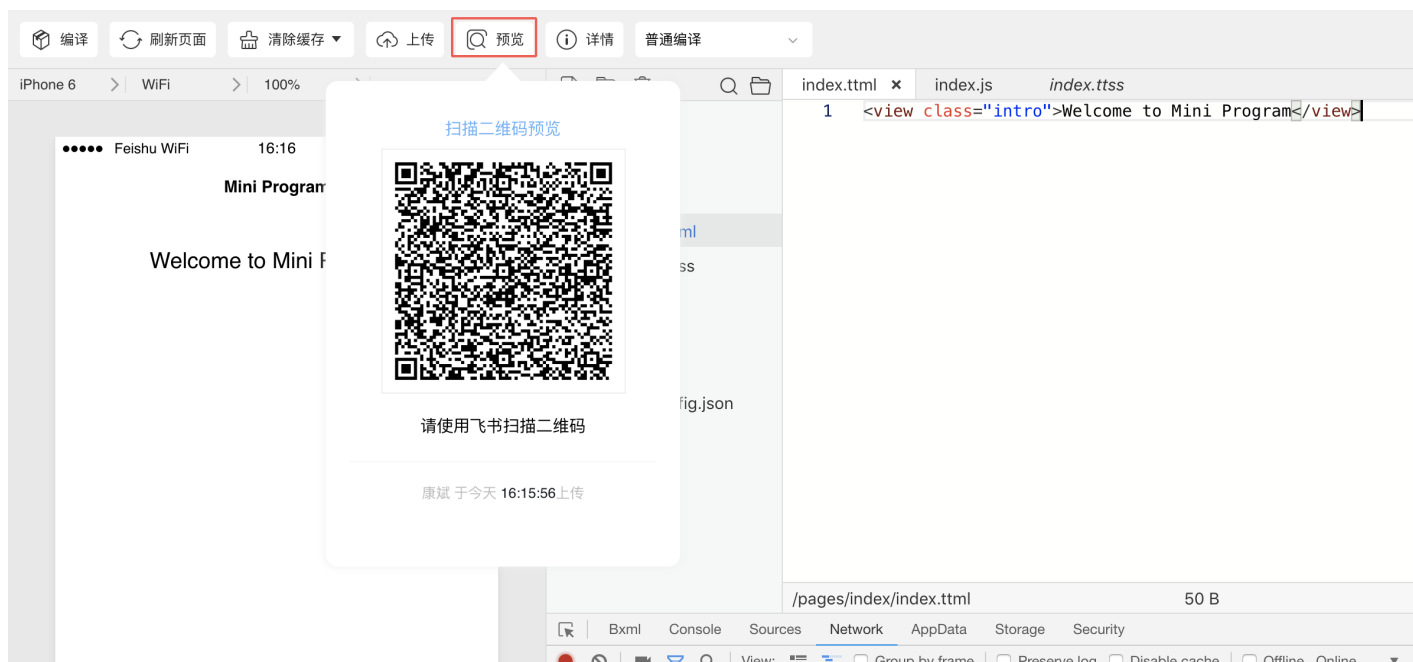 编译 刷新页面 清除缓存 上传 预览 详情 普通编译
iPhone 6 WiFi 100%
index.ttml × index.js index.ttss
1 <view class="intro">Welcome to Mini Program</view>
扫描二维码预览
Feishu WiFi 16:16
Mini Program
Welcome to Mini
ml
ss
fig.json
请使用飞书扫描二维码
康斌 于今天 16:15:56上传
/pages/index/index.ttml 50 B
Bxml Console Sources Network AppData Storage Security
View: Group by frame Preserve log Disable cache Offline Online